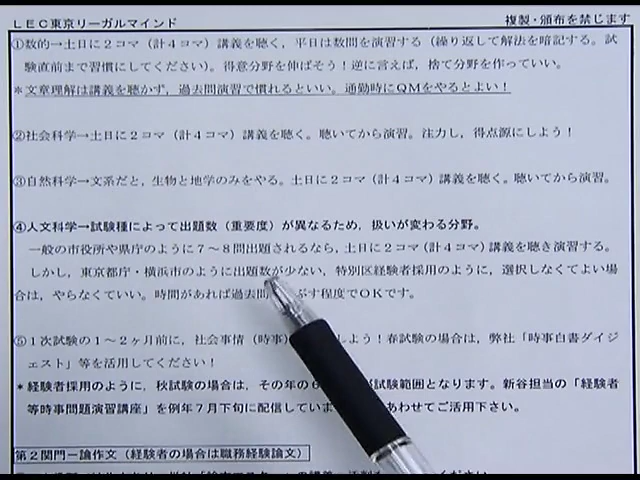 LEC東京リーガルマインド
複製・頒布を禁じます
①数的→土日に2コマ（計4コマ）講義を聴く，平日は数問を演習する（繰り返して解法を暗記する。試
験直前まで習慣にしてください）。得意分野を伸ばそう！逆に言えば，捨て分野を作っていい。
＊文章理解は講義を聴かず，過去問演習で慣れるといい。通勤時にQMをやるとよい！
②社会科学→土日に2コマ（計4コマ）講義を聴く。聴いてから演習。注力し，得点源にしよう！
③自然科学→文系だと，生物と地学のみをやる。土日に2コマ（計4コマ）講義を聴く。聴いてから演習。
④人文科学→試験種によって出題数（重要度）が異なるため，扱いが変わる分野。
一般の市役所や県庁のように7～8問出題されるなら，土日に2コマ（計4コマ）講義を聴き演習する。
しかし，東京都庁・横浜市のように出題数が少ない，特別区経験者採用のように，選択しなくてよい場
合は，やらなくていい。時間があれば過去問 ぶす程度でOKです。
⑤1次試験の1～2ヶ月前に，社会事情（時事） しよう！春試験の場合は，弊社「時事白書ダイジ
ェスト」等を活用してください！
＊経験者採用のように，秋試験の場合は，その年の6 が試験範囲となります。新谷担当の「経験者
等時事問題演習講座」を例年7月下旬に配信していま あわせてご活用下さい。
第2関門－論作文（経験者の場合は職務経験論文）